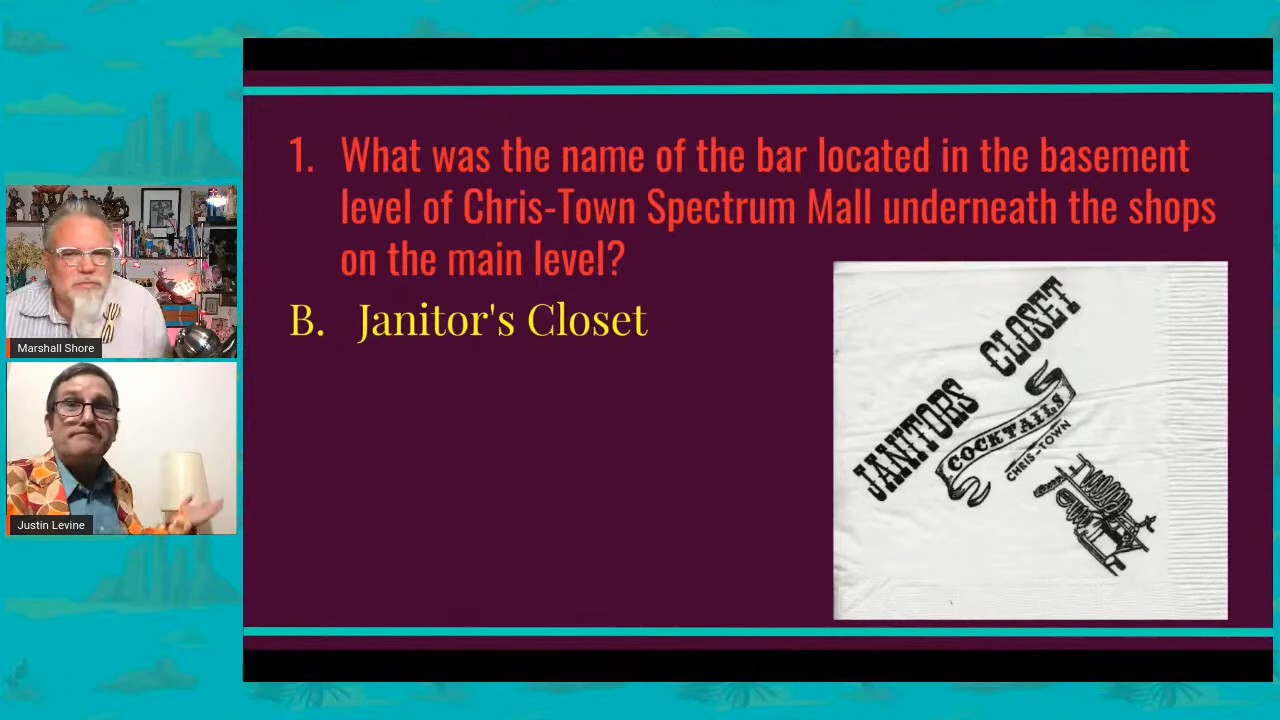 1. What was the name of the bar located in the basement
level of Chris-Town Spectrum Mall underneath the shops
on the main level?
B. Janitor's Closet
JANITORS CLOSET
COCKTAILS
CHRIS-TOWN
Marshall Shore
Justin Levine